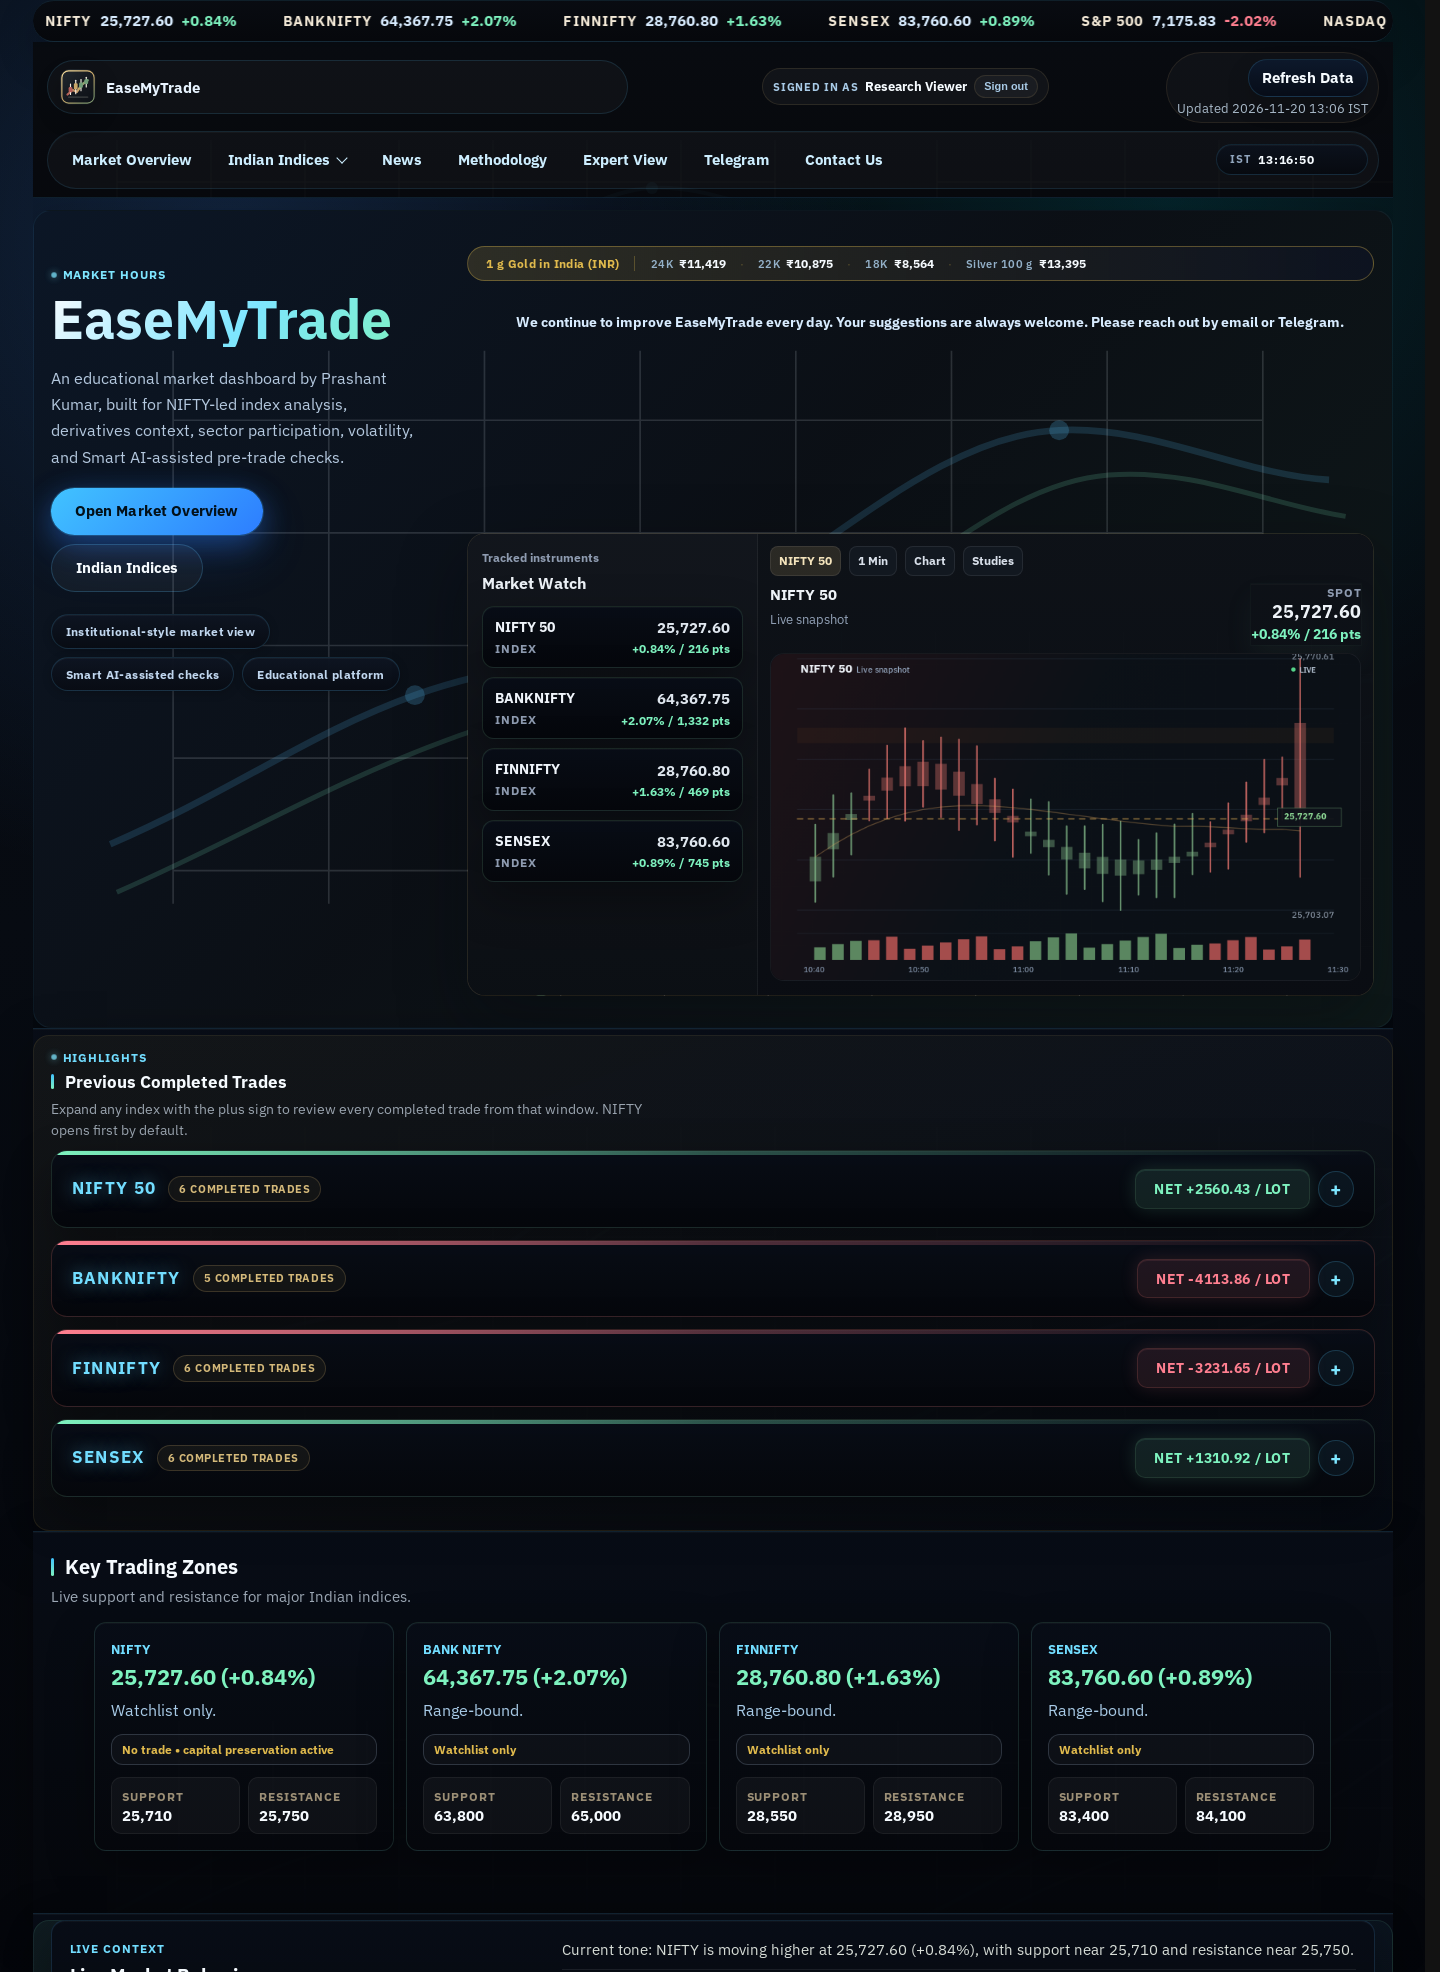 NIFTY 25,727.60 +0.84% BANKNIFTY 64,367.75 +2.07% FINNIFTY 28,760.80 +1.63% SENSEX 83,760.60 +0.89% S&P 500 7,175.83 -2.02% NASDAQ
EaseMyTrade
SIGNED IN AS Research Viewer Sign out
Refresh Data
Updated 2026-11-20 13:06 IST
Market Overview Indian Indices News Methodology Expert View Telegram Contact Us
IST 13:16:50
MARKET HOURS
EaseMyTrade
An educational market dashboard by Prashant
Kumar, built for NIFTY-led index analysis,
derivatives context, sector participation, volatility,
and Smart AI-assisted pre-trade checks.
Open Market Overview
Indian Indices
Institutional-style market view
Smart AI-assisted checks
Educational platform
1 g Gold in India (INR) 24K ₹11,419 · 22K ₹10,875 · 18K ₹8,564 · Silver 100 g ₹13,395
We continue to improve EaseMyTrade every day. Your suggestions are always welcome. Please reach out by email or Telegram.
Tracked instruments
Market Watch
NIFTY 50 25,727.60
INDEX +0.84% / 216 pts
BANKNIFTY 64,367.75
INDEX +2.07% / 1,332 pts
FINNIFTY 28,760.80
INDEX +1.63% / 469 pts
SENSEX 83,760.60
INDEX +0.89% / 745 pts
NIFTY 50 1 Min Chart Studies
NIFTY 50
Live snapshot
SPOT
25,727.60
+0.84% / 216 pts
25,770.61
NIFTY 50 Live snapshot
LIVE
25,727.60
25,703.07
10:40 10:50 11:00 11:10 11:20 11:30
HIGHLIGHTS
Previous Completed Trades
Expand any index with the plus sign to review every completed trade from that window. NIFTY
opens first by default.
NIFTY 50 6 COMPLETED TRADES NET +2560.43 / LOT +
BANKNIFTY 5 COMPLETED TRADES NET -4113.86 / LOT +
FINNIFTY 6 COMPLETED TRADES NET -3231.65 / LOT +
SENSEX 6 COMPLETED TRADES NET +1310.92 / LOT +
Key Trading Zones
Live support and resistance for major Indian indices.
NIFTY
25,727.60 (+0.84%)
Watchlist only.
No trade • capital preservation active
SUPPORT RESISTANCE
25,710 25,750
BANK NIFTY
64,367.75 (+2.07%)
Range-bound.
Watchlist only
SUPPORT RESISTANCE
63,800 65,000
FINNIFTY
28,760.80 (+1.63%)
Range-bound.
Watchlist only
SUPPORT RESISTANCE
28,550 28,950
SENSEX
83,760.60 (+0.89%)
Range-bound.
Watchlist only
SUPPORT RESISTANCE
83,400 84,100
LIVE CONTEXT
Current tone: NIFTY is moving higher at 25,727.60 (+0.84%), with support near 25,710 and resistance near 25,750.